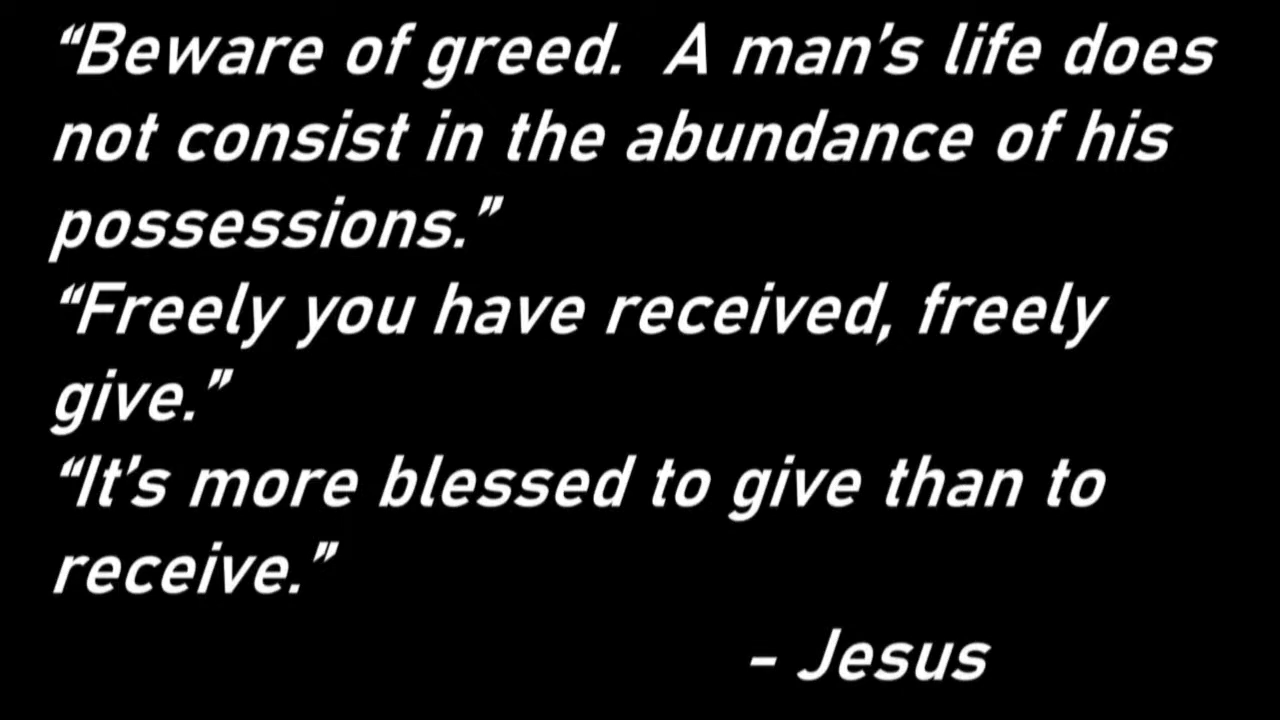 “Beware of greed.  A man’s life does
not consist in the abundance of his
possessions.”
“Freely you have received, freely
give.”
“It’s more blessed to give than to
receive.”
– Jesus